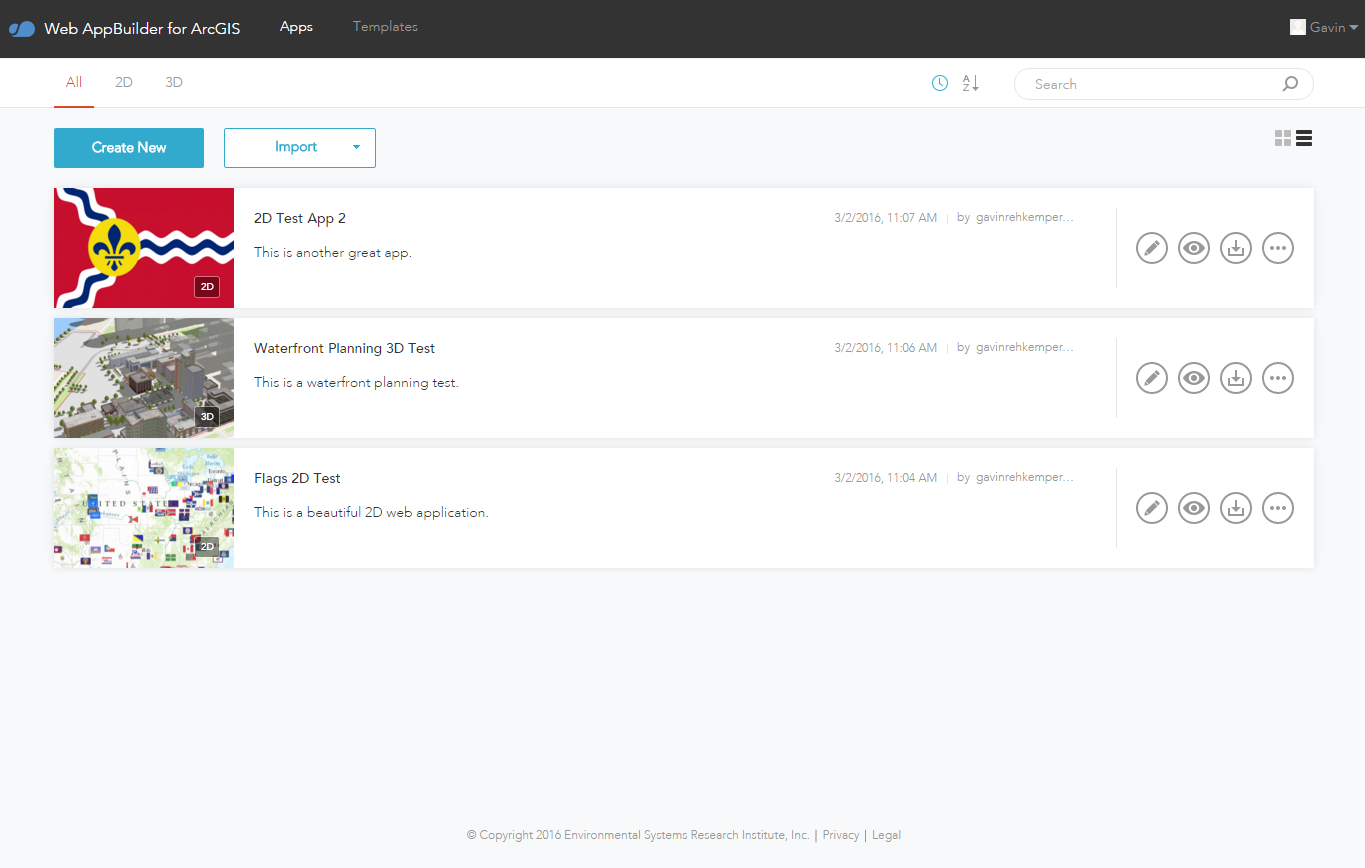 Web AppBuilder for ArcGIS
Apps
Templates
Gavin
All
2D
3D
A
Z
Search
Create New
Import
2D Test App 2
3/2/2016, 11:07 AM
by gavinrehkemper...
This is another great app.
2D
Waterfront Planning 3D Test
3/2/2016, 11:06 AM
by gavinrehkemper...
This is a waterfront planning test.
3D
Flags 2D Test
3/2/2016, 11:04 AM
by gavinrehkemper...
This is a beautiful 2D web application.
PLAINS
UNITED STATES
2D
© Copyright 2016 Environmental Systems Research Institute, Inc. | Privacy | Legal